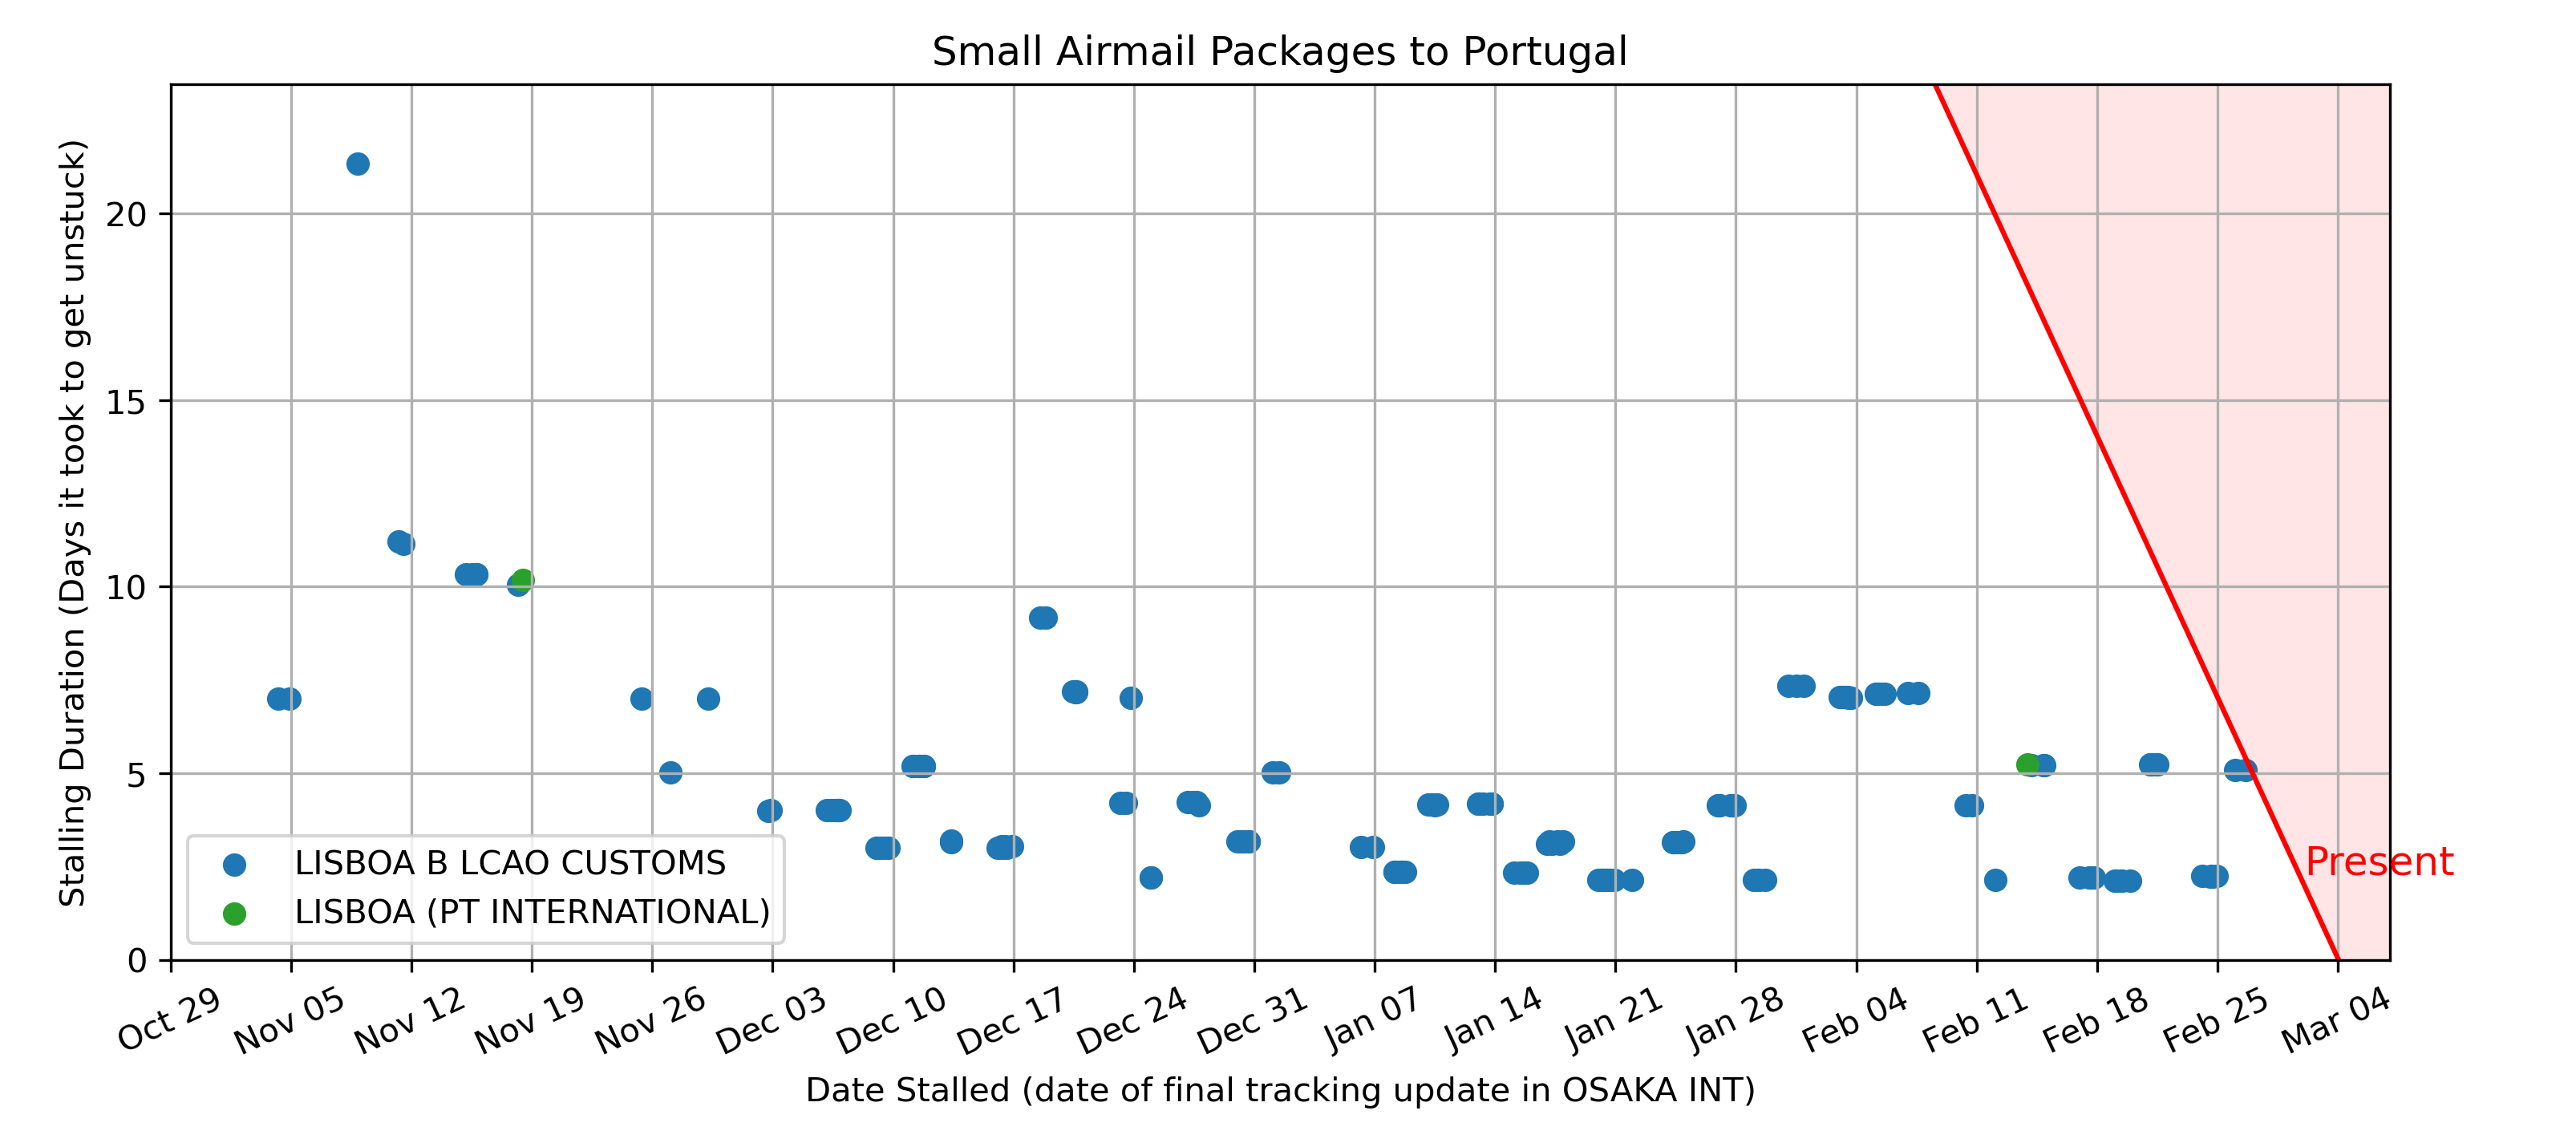 Small Airmail Packages to Portugal
Stalling Duration (Days it took to get unstuck)
20
15
10
5
0
LISBOA B LCAO CUSTOMS
LISBOA (PT INTERNATIONAL)
Present
Oct 29
Nov 05
Nov 12
Nov 19
Nov 26
Dec 03
Dec 10
Dec 17
Dec 24
Dec 31
Jan 07
Jan 14
Jan 21
Jan 28
Feb 04
Feb 11
Feb 18
Feb 25
Mar 04
Date Stalled (date of final tracking update in OSAKA INT)